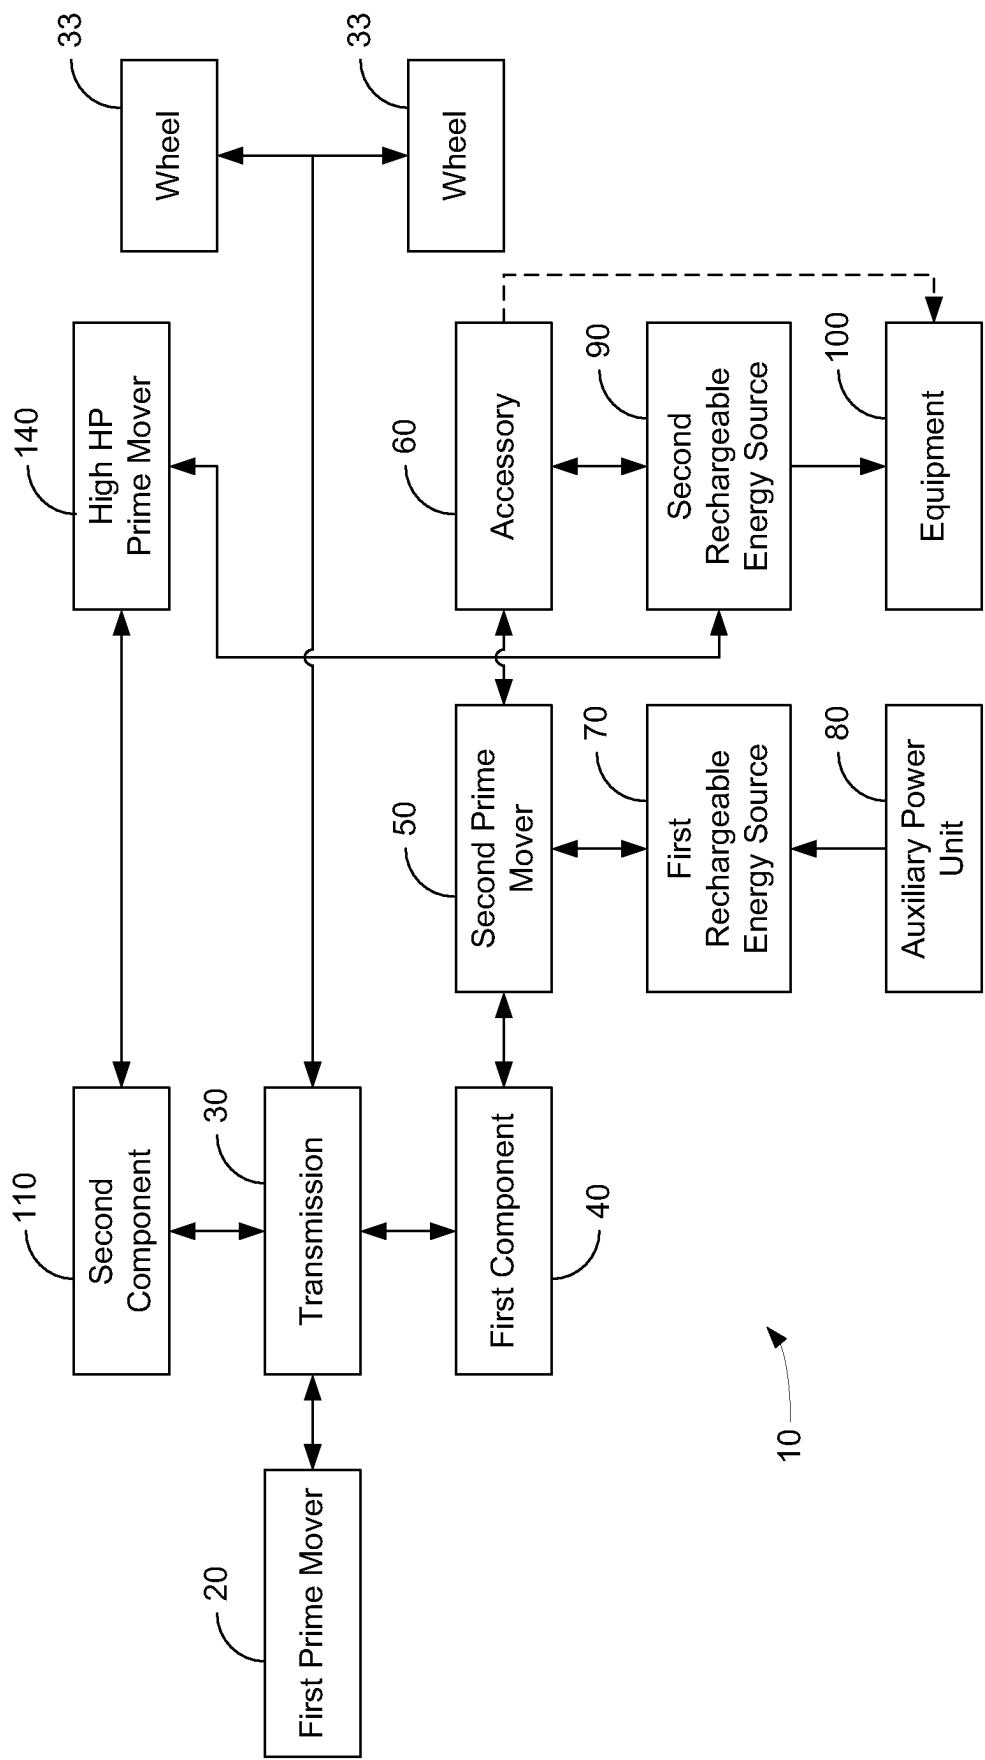 110
Second
Component
140
High HP
Prime Mover
33
Wheel
20
First Prime Mover
30
Transmission
33
Wheel
First Component
40
50
Second Prime
Mover
60
Accessory
70
First
Rechargeable
Energy Source
90
Second
Rechargeable
Energy Source
10
80
Auxiliary Power
Unit
100
Equipment